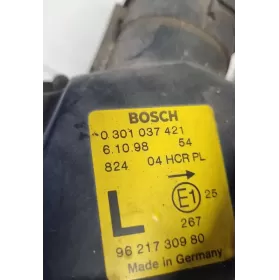 BOSCH
0 301 037 421
6.10.98 54
824 04 HCR PL
L E1 25
267
96 217 309 80
Made in Germany